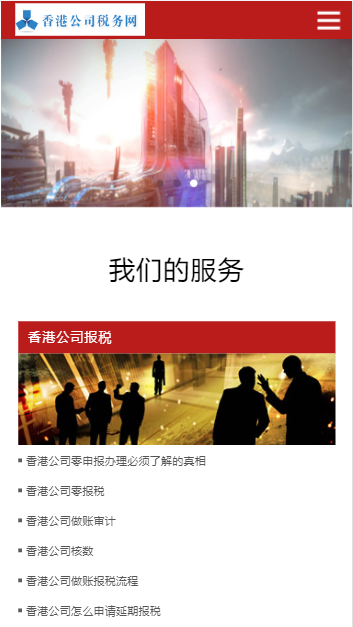 香港公司税务网
我们的服务
香港公司报税
香港公司零申报办理必须了解的真相
香港公司零报税
香港公司做账审计
香港公司核数
香港公司做账报税流程
香港公司怎么申请延期报税